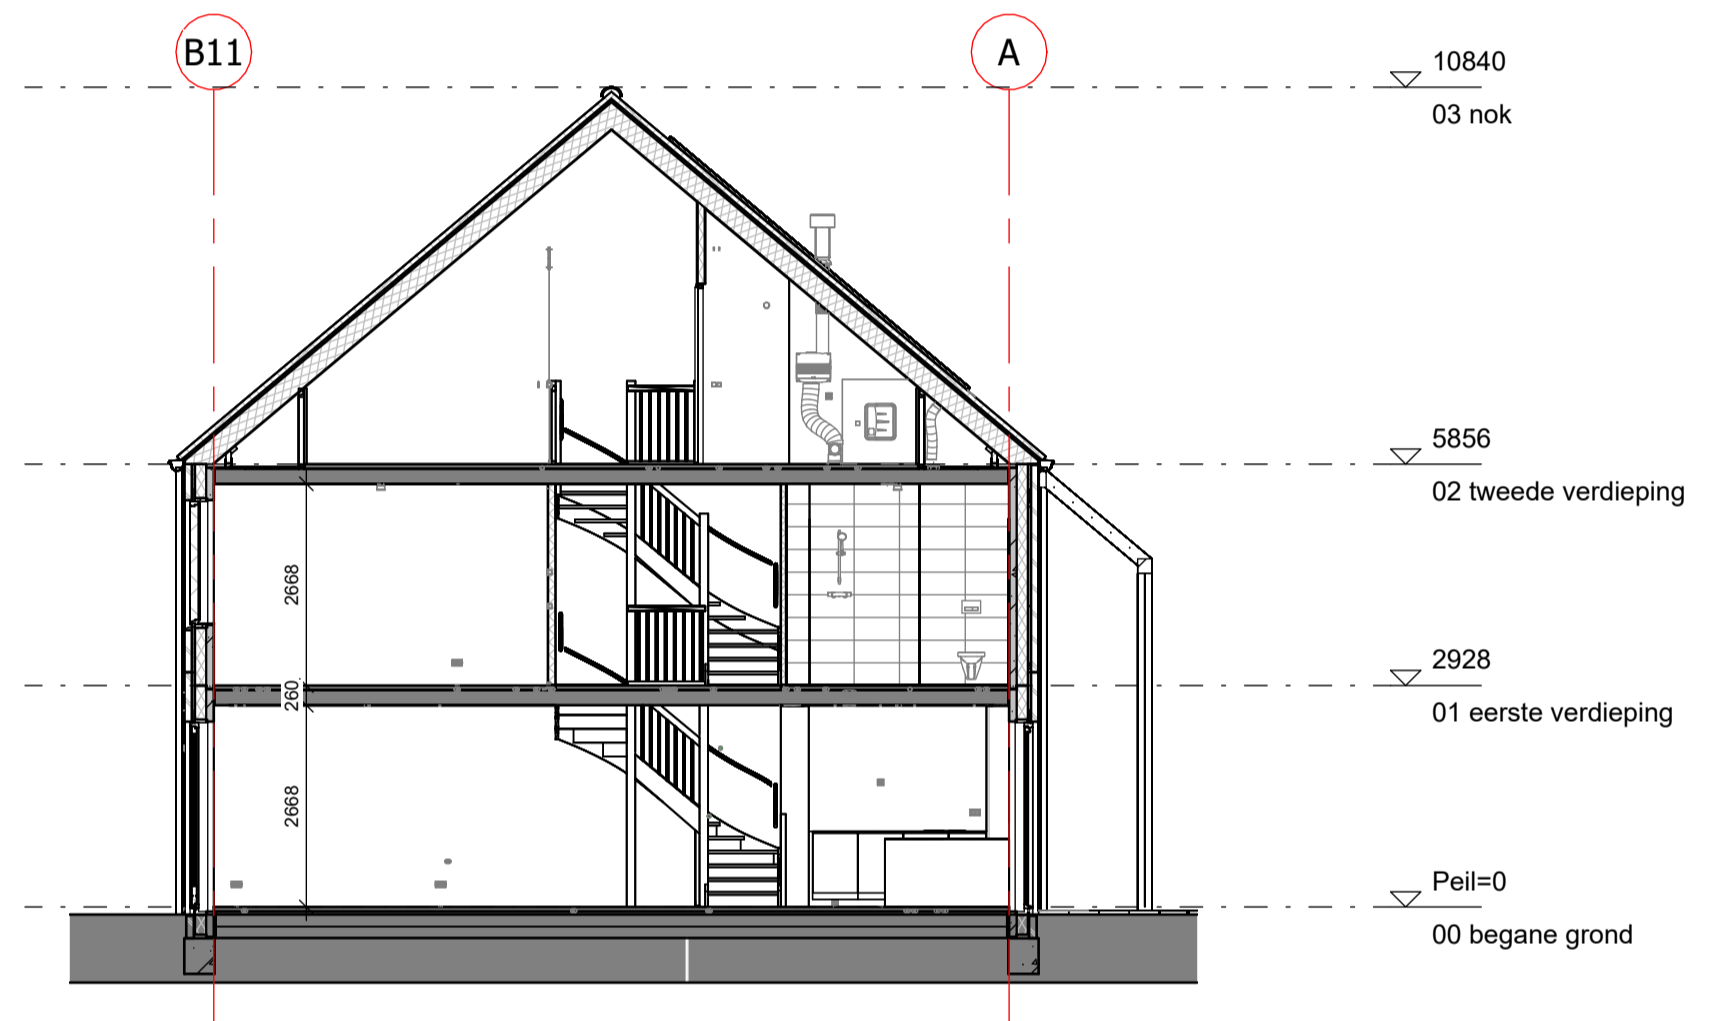 B11
A
10840
03 nok
5856
02 tweede verdieping
2668
2928
260
01 eerste verdieping
2668
Peil=0
00 begane grond